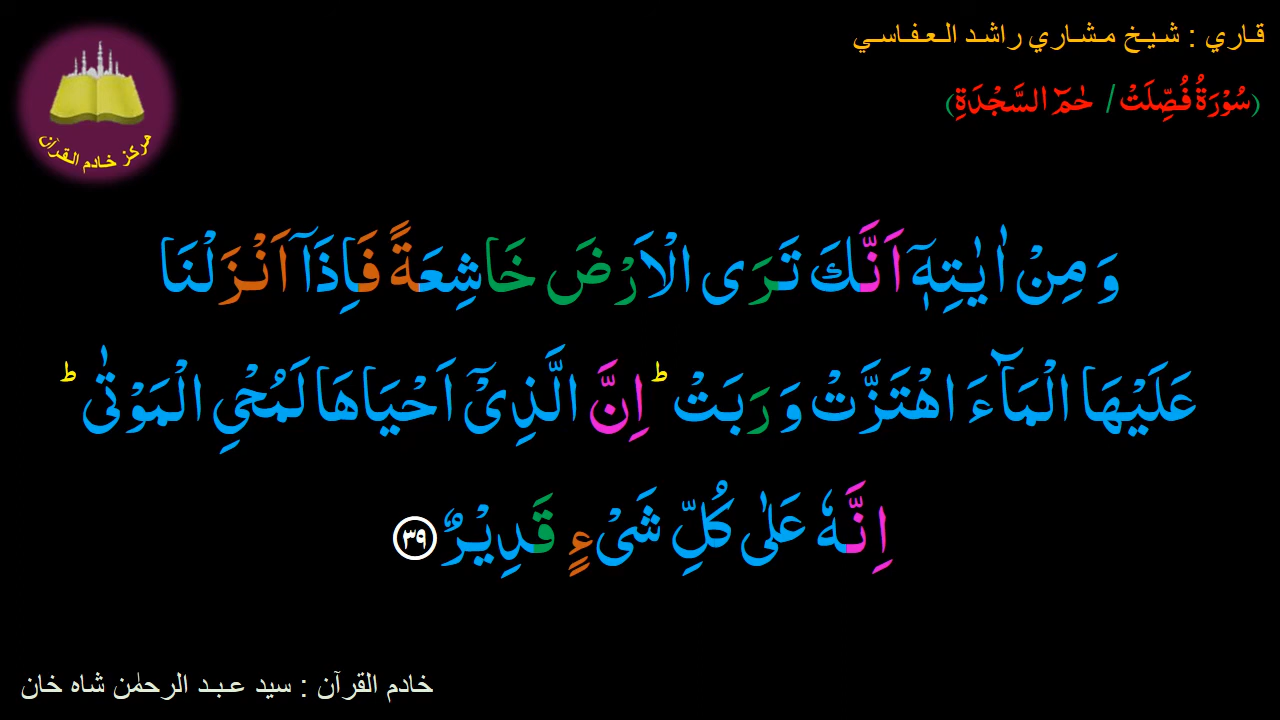 قاري : شيخ مشاري راشد العفاسي
(سُوْرَةُ فُصِّلَتْ / حٰمٓ السَّجْدَةِ)
مركز خادم القرآن
وَ مِنْ اٰيٰتِهٖۤ اَنَّكَ تَرَى الْاَرْضَ خَاشِعَةً فَاِذَاۤ اَنْزَلْنَا
عَلَيْهَا الْمَآءَ اهْتَزَّتْ وَ رَبَتْ ؕ اِنَّ الَّذِيْۤ اَحْيَاهَا لَمُحْيِ الْمَوْتٰى ؕ
اِنَّهٗ عَلٰى كُلِّ شَيْءٍ قَدِيْرٌ ﴿۳۹﴾
خادم القرآن : سيد عبد الرحمٰن شاه خان